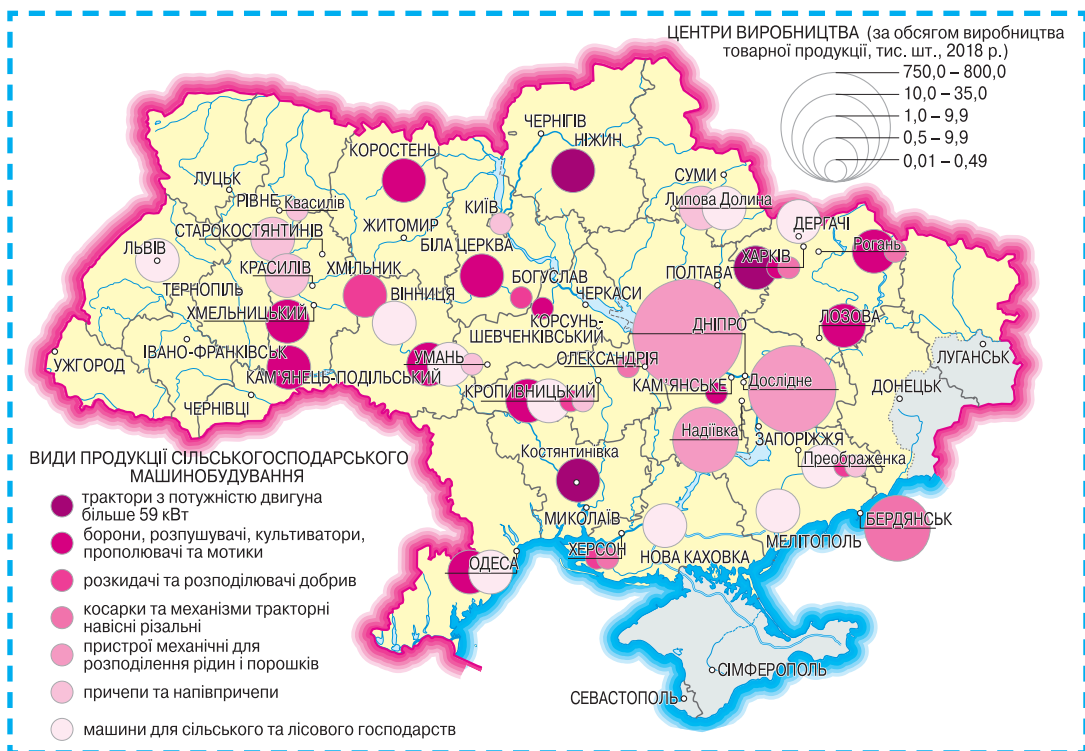 ЦЕНТРИ ВИРОБНИЦТВА (за обсягом виробництва
товарної продукції, тис. шт., 2018 р.)
750,0 – 800,0
10,0 – 35,0
1,0 – 9,9
0,5 – 9,9
0,01 – 0,49
ЧЕРНІГІВ
НІЖИН
КОРОСТЕНЬ
ЛУЦЬК
РІВНЕ
Квасилів
КИЇВ
СУМИ
Липова Долина
ДЕРГАЧІ
СТАРОКОСТЯНТИНІВ
ЖИТОМИР
ЛЬВІВ
БІЛА ЦЕРКВА
ХАРКІВ
Рогань
КРАСИЛІВ
ХМІЛЬНИК
БОГУСЛАВ
ПОЛТАВА
ТЕРНОПІЛЬ
ВІННИЦЯ
ЧЕРКАСИ
ХМЕЛЬНИЦЬКИЙ
КОРСУНЬ-
ШЕВЧЕНКІВСЬКИЙ
ДНІПРО
ЛОЗОВА
УЖГОРОД
ІВАНО-ФРАНКІВСЬК
УМАНЬ
ОЛЕКСАНДРІЯ
ЛУГАНСЬК
КАМ’ЯНЕЦЬ-ПОДІЛЬСЬКИЙ
КРОПИВНИЦЬКИЙ
КАМ’ЯНСЬКЕ
Дослідне
ДОНЕЦЬК
ЧЕРНІВЦІ
Надіївка
ЗАПОРІЖЖЯ
Костянтинівка
Преображенка
МИКОЛАЇВ
БЕРДЯНСЬК
МЕЛІТОПОЛЬ
ХЕРСОН
НОВА КАХОВКА
ОДЕСА
СІМФЕРОПОЛЬ
СЕВАСТОПОЛЬ
ВИДИ ПРОДУКЦІЇ СІЛЬСЬКОГОСПОДАРСЬКОГО
МАШИНОБУДУВАННЯ
трактори з потужністю двигуна
більше 59 кВт
борони, розпушувачі, культиватори,
прополювачі та мотики
розкидачі та розподілювачі добрив
косарки та механізми тракторні
навісні різальні
пристрої механічні для
розподілення рідин і порошків
причепи та напівпричепи
машини для сільського та лісового господарств